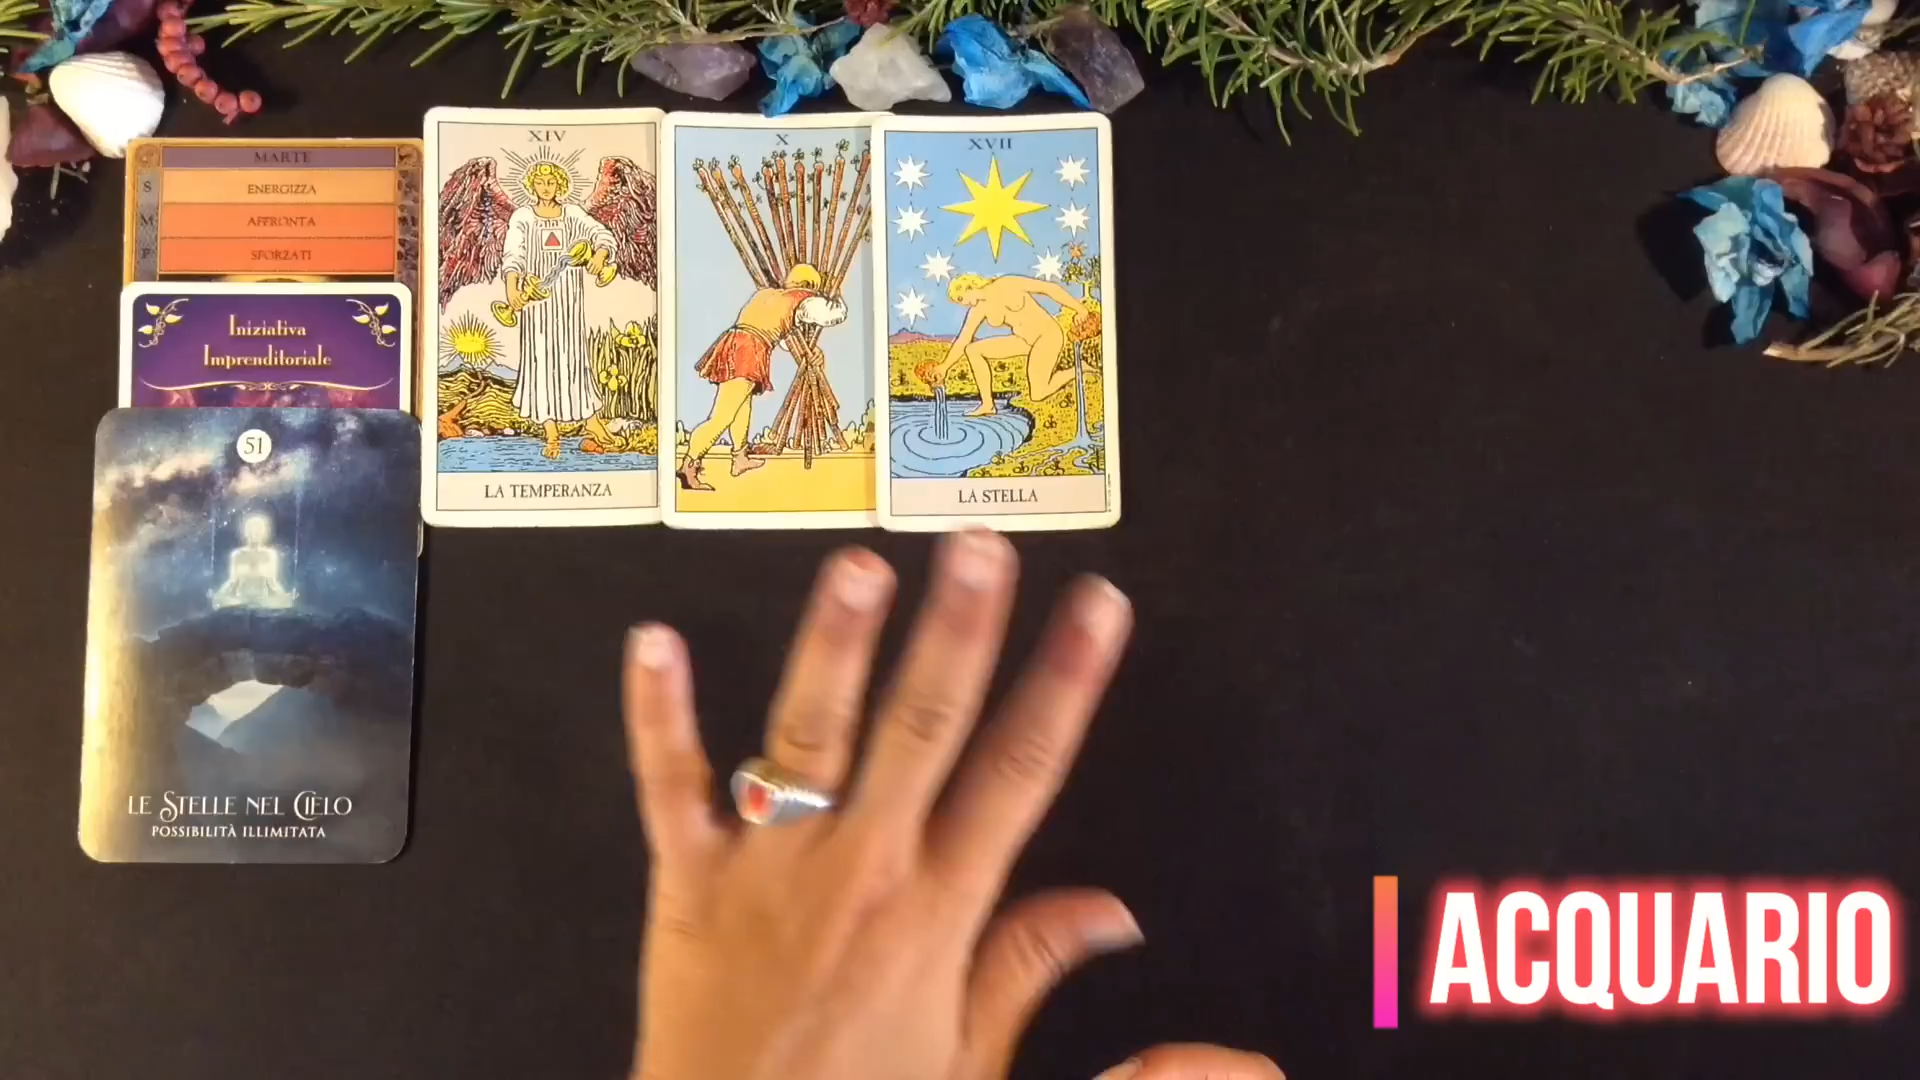 MARTE
S ENERGIZZA S
M AFFRONTA
P SFORZATI
Iniziativa
Imprenditoriale
51
LE STELLE NEL CIELO
POSSIBILITÀ ILLIMITATA
XIV
LA TEMPERANZA
X
XVII
LA STELLA
ACQUARIO